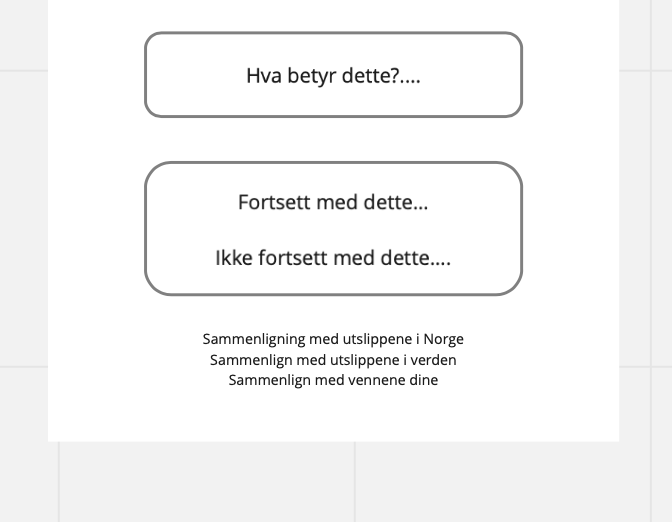 Hva betyr dette?....
Fortsett med dette...
Ikke fortsett med dette....
Sammenligning med utslippene i Norge
Sammenlign med utslippene i verden
Sammenlign med vennene dine